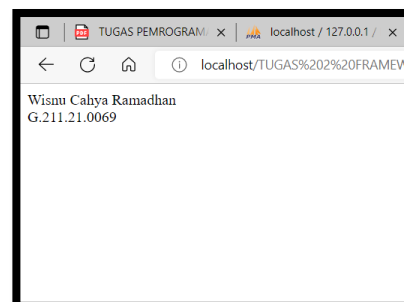 TUGAS PEMROGRAM
localhost / 127.0.0.1 /
localhost/TUGAS%202%20FRAMEW
Wisnu Cahya Ramadhan
G.211.21.0069